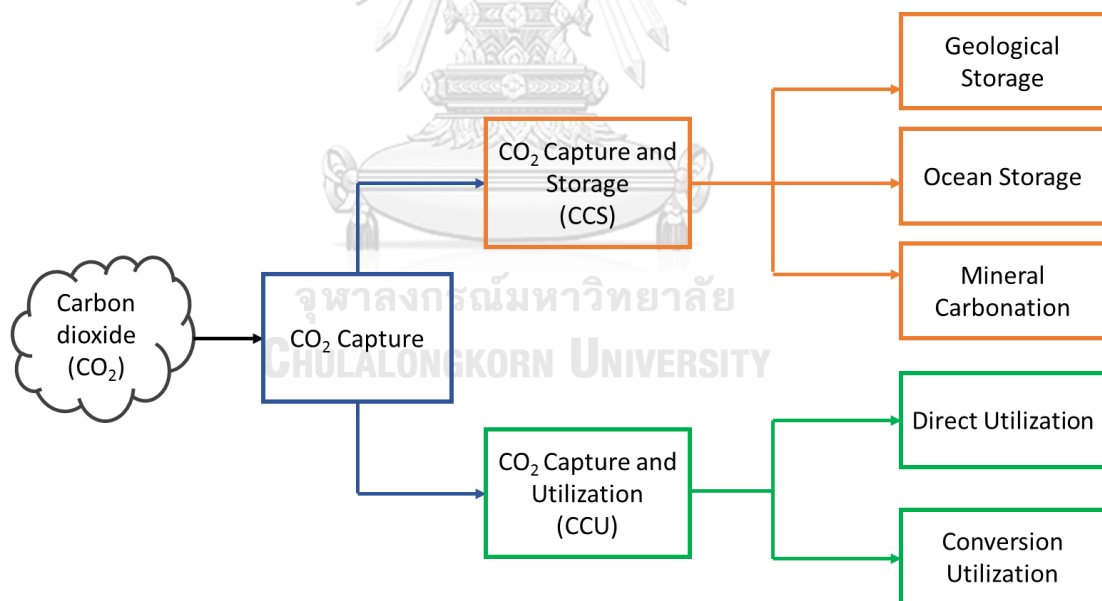 Geological
Storage
CO₂ Capture and
Storage
(CCS)
Ocean Storage
Mineral
Carbonation
Carbon
dioxide
(CO₂)
CO₂ Capture
จุฬาลงกรณ์มหาวิทยาลัย
CHULALONGKORN UNIVERSITY
Direct Utilization
CO₂ Capture and
Utilization
(CCU)
Conversion
Utilization